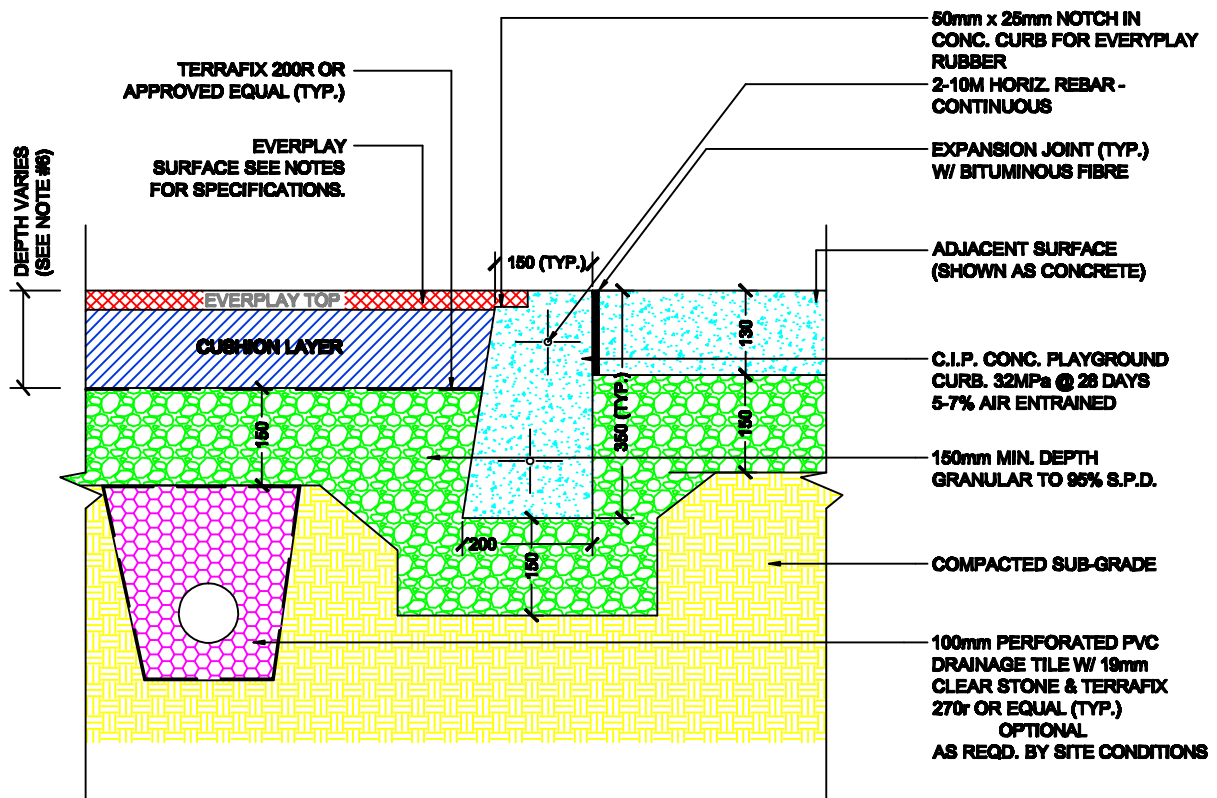 50mm x 25mm NOTCH IN
CONC. CURB FOR EVERYPLAY
RUBBER
2-10M HORIZ. REBAR -
CONTINUOUS
TERRAFIX 200R OR
APPROVED EQUAL (TYP.)
EVERPLAY
SURFACE SEE NOTES
FOR SPECIFICATIONS.
EXPANSION JOINT (TYP.)
W/ BITUMINOUS FIBRE
DEPTH VARIES
(SEE NOTE #6)
150 (TYP.)
ADJACENT SURFACE
(SHOWN AS CONCRETE)
EVERPLAY TOP
CUSHION LAYER
130
C.I.P. CONC. PLAYGROUND
CURB. 32MPa @ 28 DAYS
5-7% AIR ENTRAINED
350 (TYP.)
150
150
150mm MIN. DEPTH
GRANULAR TO 95% S.P.D.
200
150
COMPACTED SUB-GRADE
100mm PERFORATED PVC
DRAINAGE TILE W/ 19mm
CLEAR STONE & TERRAFIX
270r OR EQUAL (TYP.)
OPTIONAL
AS REQD. BY SITE CONDITIONS